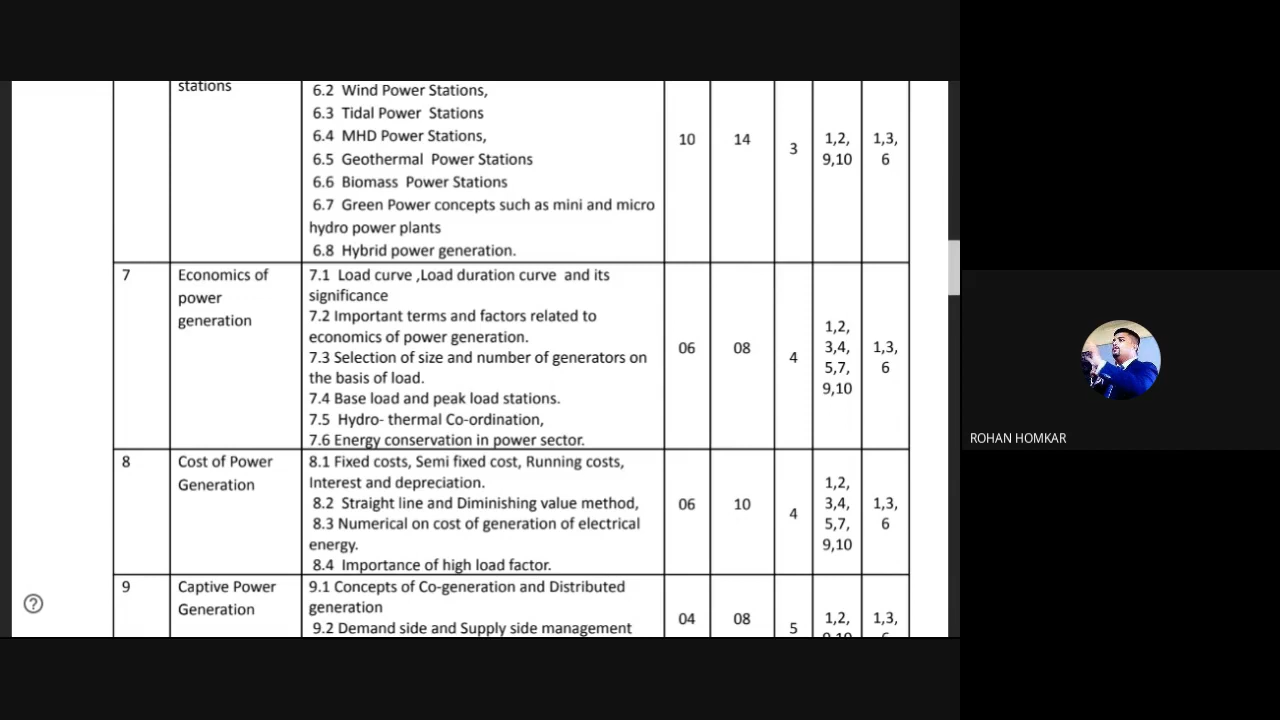 stations
6.2 Wind Power Stations,
6.3 Tidal Power Stations
6.4 MHD Power Stations,
6.5 Geothermal Power Stations
6.6 Biomass Power Stations
6.7 Green Power concepts such as mini and micro
hydro power plants
6.8 Hybrid power generation.
10
14
3
1,2,
9,10
1,3,
6
7
Economics of
power
generation
7.1 Load curve ,Load duration curve and its
significance
7.2 Important terms and factors related to
economics of power generation.
7.3 Selection of size and number of generators on
the basis of load.
7.4 Base load and peak load stations.
7.5 Hydro- thermal Co-ordination,
7.6 Energy conservation in power sector.
06
08
4
1,2,
3,4,
5,7,
9,10
1,3,
6
8
Cost of Power
Generation
8.1 Fixed costs, Semi fixed cost, Running costs,
Interest and depreciation.
8.2 Straight line and Diminishing value method,
8.3 Numerical on cost of generation of electrical
energy.
8.4 Importance of high load factor.
06
10
4
1,2,
3,4,
5,7,
9,10
1,3,
6
9
Captive Power
Generation
9.1 Concepts of Co-generation and Distributed
generation
9.2 Demand side and Supply side management
04
08
5
1,2,
9,10
1,3,
6
?
ROHAN HOMKAR